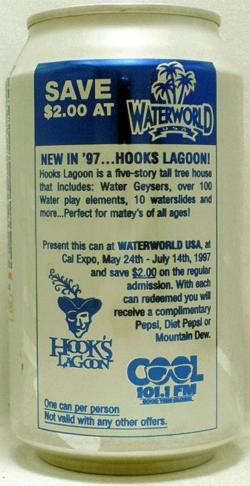 SAVE
$2.00 AT
WATERWORLD
USA
NEW IN '97...HOOKS LAGOON!
Hooks Lagoon is a five-story tall tree house
that includes: Water Geysers, over 100
Water play elements, 10 waterslides and
more...Perfect for matey's of all ages!
Present this can at WATERWORLD USA, at
Cal Expo, May 24th - July 14th, 1997
and save $2.00 on the regular
admission. With each
can redeemed you will
receive a complimentary
Pepsi, Diet Pepsi or
Mountain Dew.
HOOK'S
LAGOON
COOL
101.1 FM
One can per person
Not valid with any other offers.